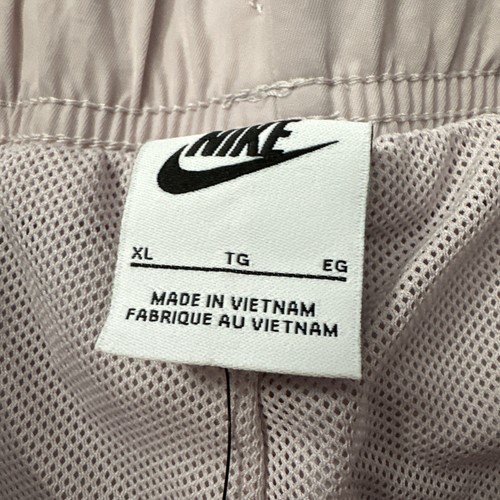 NIKE
XL TG EG
MADE IN VIETNAM
FABRIQUE AU VIETNAM